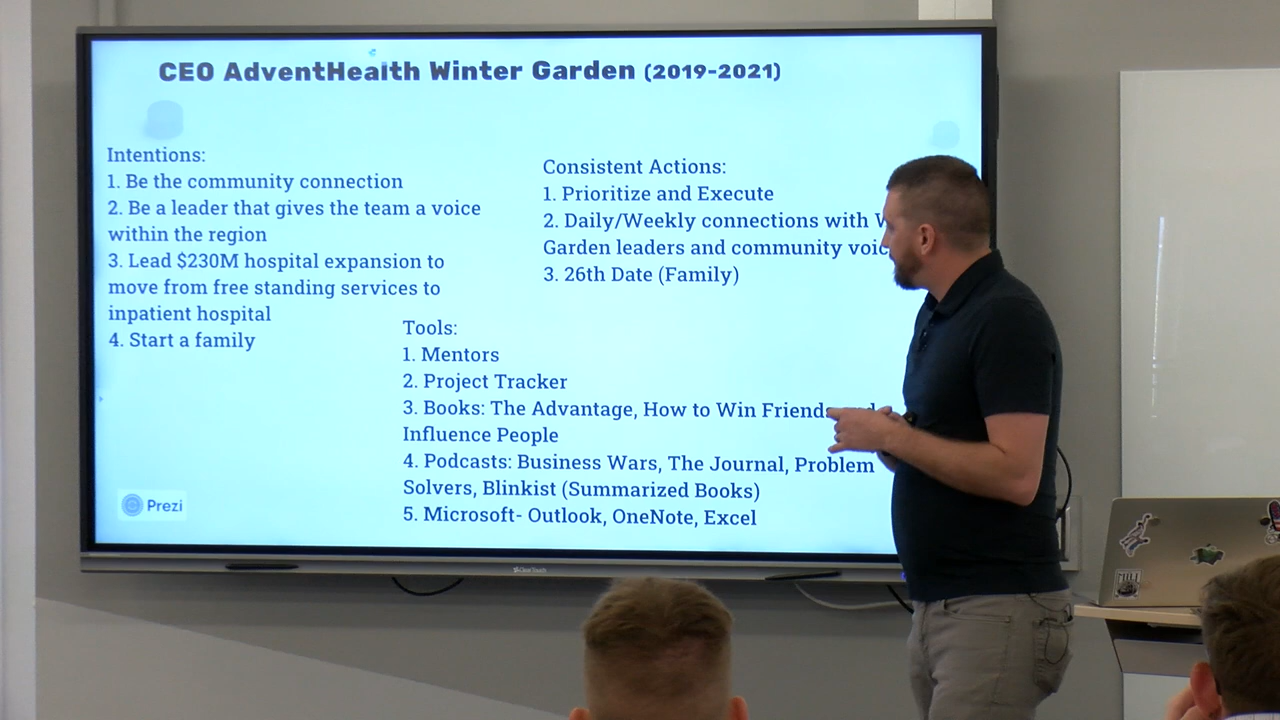 CEO AdventHealth Winter Garden (2019-2021)
Intentions:
1. Be the community connection
2. Be a leader that gives the team a voice
within the region
3. Lead $230M hospital expansion to
move from free standing services to
inpatient hospital
4. Start a family
Consistent Actions:
1. Prioritize and Execute
2. Daily/Weekly connections with
Garden leaders and community
3. 26th Date (Family)
Tools:
1. Mentors
2. Project Tracker
3. Books: The Advantage, How to Win Friends
Influence People
4. Podcasts: Business Wars, The Journal, Problem
Solvers, Blinkist (Summarized Books)
5. Microsoft- Outlook, OneNote, Excel
Prezi
ClearTouch